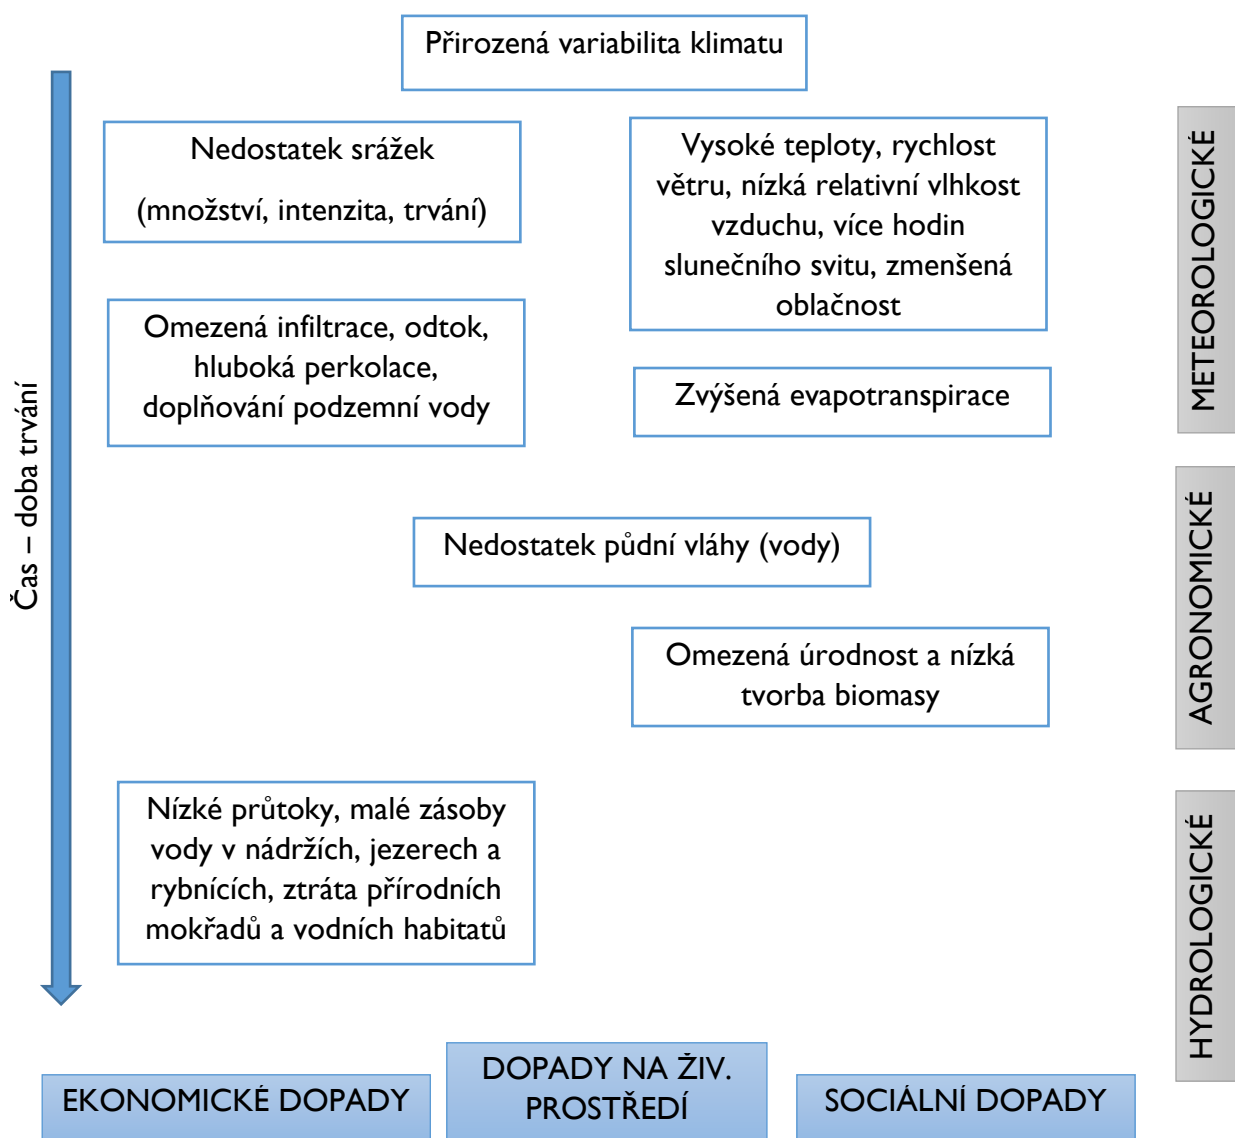 Přirozená variabilita klimatu
Nedostatek srážek
(množství, intenzita, trvání)
Vysoké teploty, rychlost
větru, nízká relativní vlhkost
vzduchu, více hodin
slunečního svitu, zmenšená
oblačnost
Omezená infiltrace, odtok,
hluboká perkolace,
doplňování podzemní vody
Zvýšená evapotranspirace
Nedostatek půdní vláhy (vody)
Omezená úrodnost a nízká
tvorba biomasy
Nízké průtoky, malé zásoby
vody v nádržích, jezerech a
rybnících, ztráta přírodních
mokřadů a vodních habitatů
Čas – doba trvání
METEOROLOGICKÉ
AGRONOMICKÉ
HYDROLOGICKÉ
EKONOMICKÉ DOPADY
DOPADY NA ŽIV.
PROSTŘEDÍ
SOCIÁLNÍ DOPADY